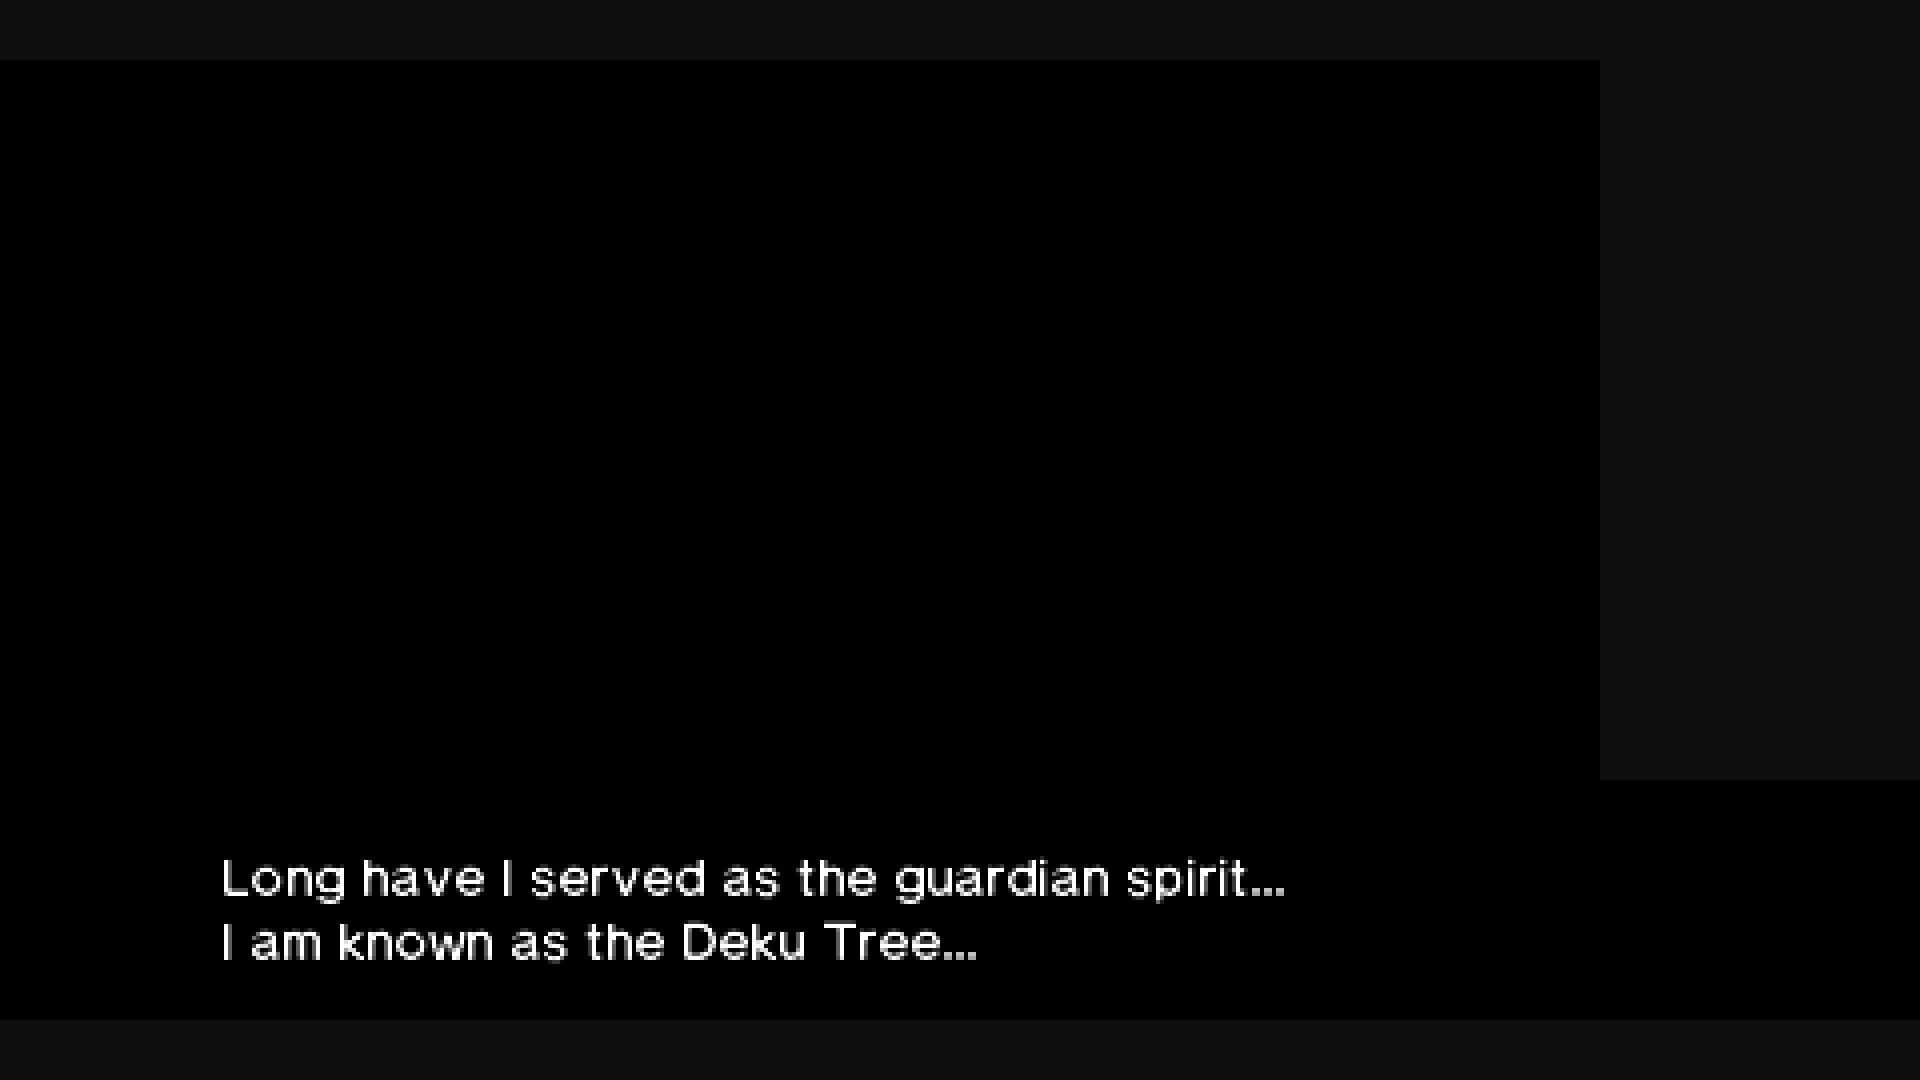 Long have I served as the guardian spirit...
I am known as the Deku Tree...